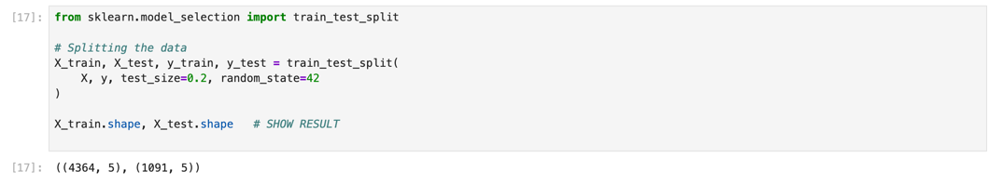 [17]: from sklearn.model_selection import train_test_split
# Splitting the data
X_train, X_test, y_train, y_test = train_test_split(
    X, y, test_size=0.2, random_state=42
)
X_train.shape, X_test.shape   # SHOW RESULT
[17]: ((4364, 5), (1091, 5))